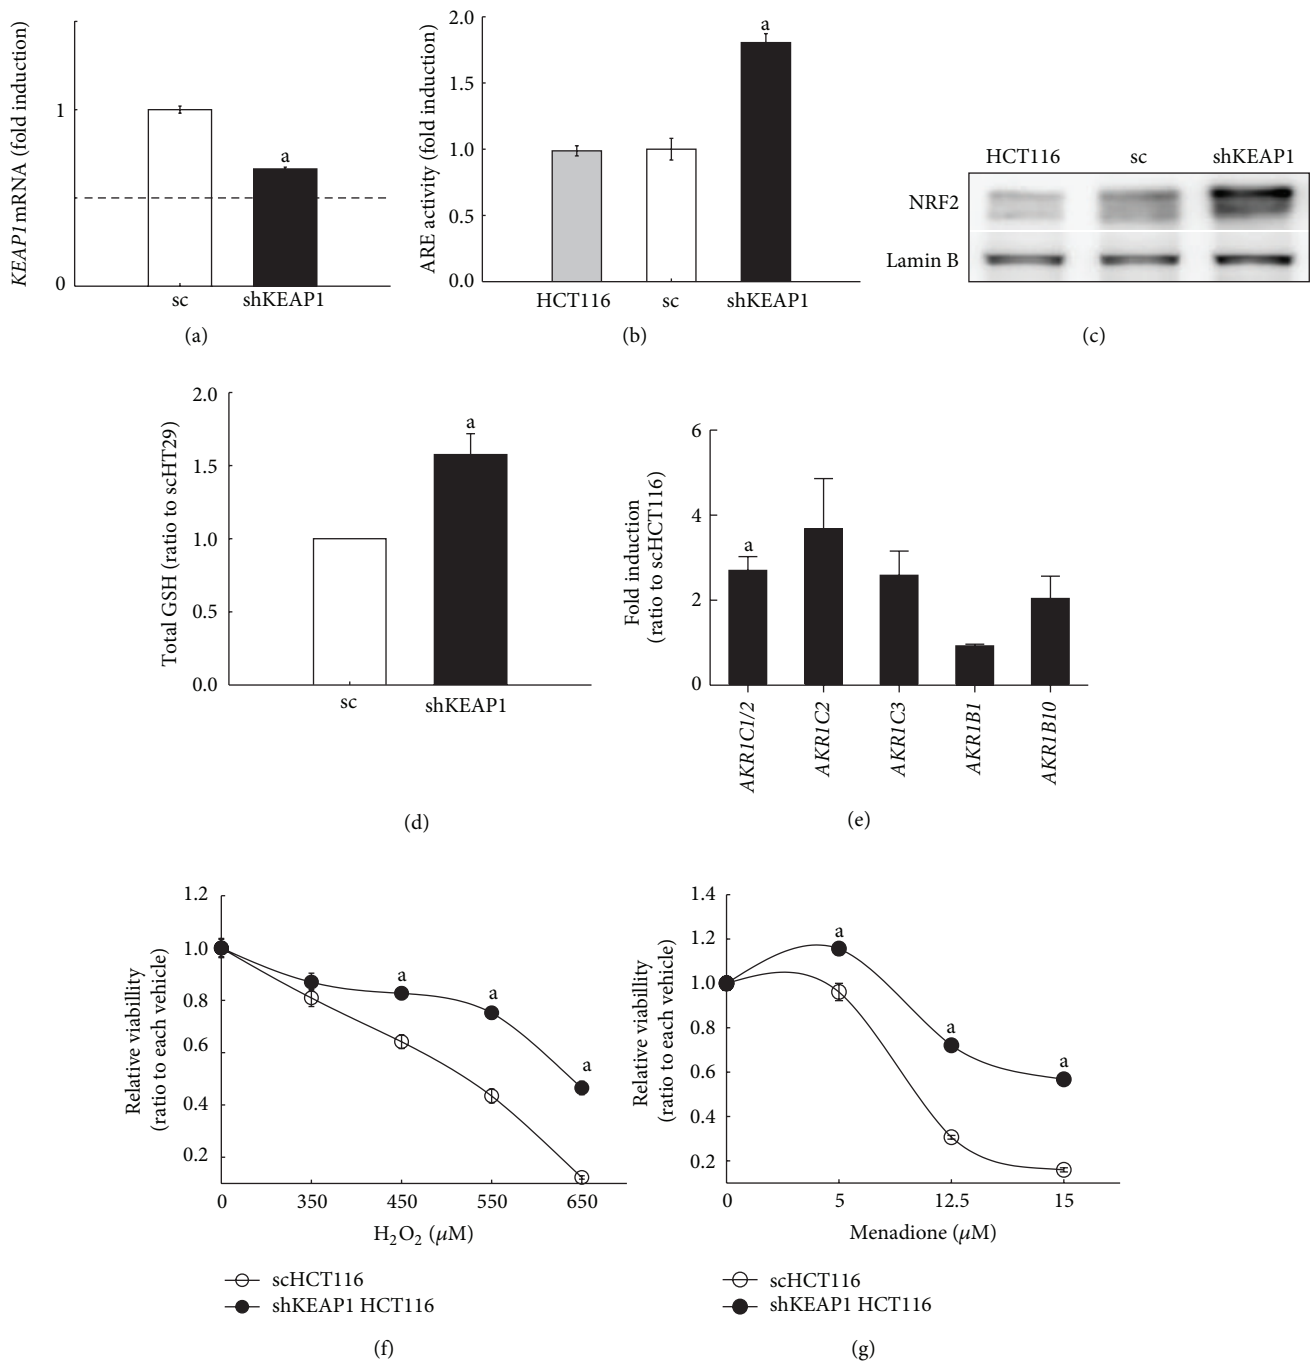 KEAP1 mRNA (fold induction)
1
0
a
sc
shKEAP1
(a)
ARE activity (fold induction)
2.0
1.5
1.0
0.5
0.0
a
HCT116
sc
shKEAP1
(b)
HCT116
sc
shKEAP1
NRF2
Lamin B
(c)
Total GSH (ratio to scHT29)
2.0
1.5
1.0
0.5
0.0
a
sc
shKEAP1
(d)
Fold induction
(ratio to scHCT116)
6
4
2
0
a
AKR1C1/2
AKR1C2
AKR1C3
AKR1B1
AKR1B10
(e)
Relative viabillity
(ratio to each vehicle)
1.2
1.0
0.8
0.6
0.4
0.2
a
a
a
0
350
450
550
650
H₂O₂ (μM)
scHCT116
shKEAP1 HCT116
(f)
Relative viabillity
(ratio to each vehicle)
1.4
1.2
1.0
0.8
0.6
0.4
0.2
a
a
a
0
5
12.5
15
Menadione (μM)
scHCT116
shKEAP1 HCT116
(g)